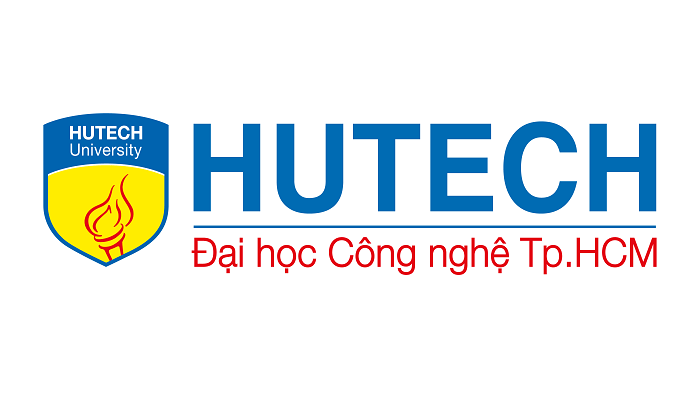 HUTECH
University
HUTECH
Đại học Công nghệ Tp.HCM